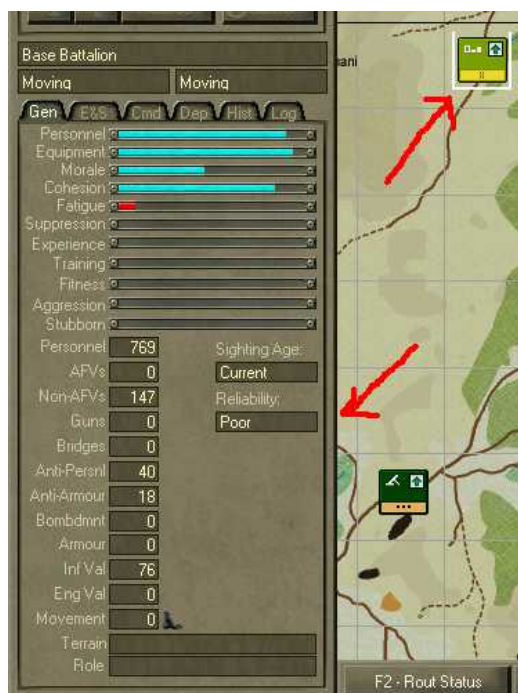 Base Battalion
Moving Moving
Gen E&S Cmd Dep Hist Log
Personnel
Equipment
Morale
Cohesion
Fatigue
Suppression
Experience
Training
Fitness
Aggression
Stubborn
Personnel 769 Sighting Age:
AFVs 0 Current
Non-AFVs 147 Reliability:
Guns 0 Poor
Bridges 0
Anti-Persnl 40
Anti-Armour 18
Bombdmnt 0
Armour 0
Inf Val 76
Eng Val 0
Movement 0
Terrain
Role
F2 - Rout Status